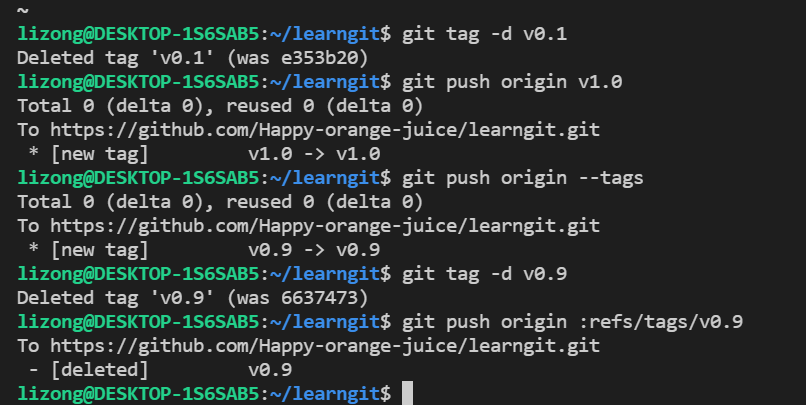 ~
lizong@DESKTOP-1S6SAB5:~/learngit$ git tag -d v0.1
Deleted tag 'v0.1' (was e353b20)
lizong@DESKTOP-1S6SAB5:~/learngit$ git push origin v1.0
Total 0 (delta 0), reused 0 (delta 0)
To https://github.com/Happy-orange-juice/learngit.git
 * [new tag]         v1.0 -> v1.0
lizong@DESKTOP-1S6SAB5:~/learngit$ git push origin --tags
Total 0 (delta 0), reused 0 (delta 0)
To https://github.com/Happy-orange-juice/learngit.git
 * [new tag]         v0.9 -> v0.9
lizong@DESKTOP-1S6SAB5:~/learngit$ git tag -d v0.9
Deleted tag 'v0.9' (was 6637473)
lizong@DESKTOP-1S6SAB5:~/learngit$ git push origin :refs/tags/v0.9
To https://github.com/Happy-orange-juice/learngit.git
 - [deleted]         v0.9
lizong@DESKTOP-1S6SAB5:~/learngit$